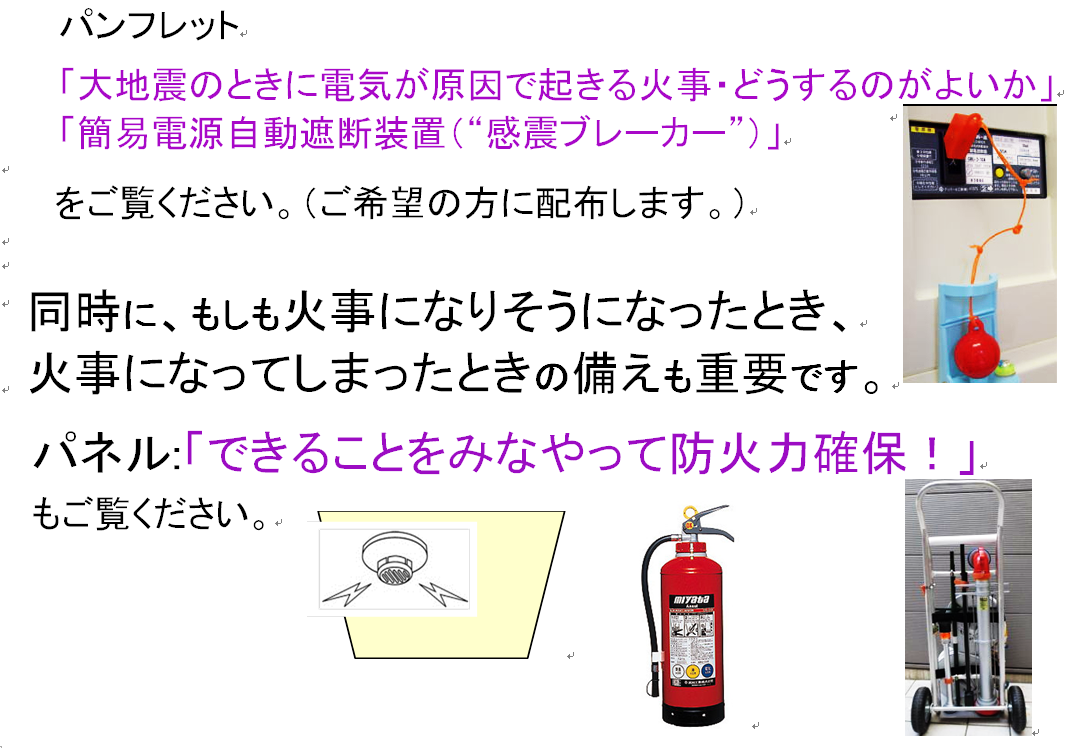 パンフレット
「大地震のときに電気が原因で起きる火事・どうするのがよいか」
「簡易電源自動遮断装置(“感震ブレーカー”)」
をご覧ください。(ご希望の方に配布します。)
同時に、もしも火事になりそうになったとき、
火事になってしまったときの備えも重要です。
パネル:「できることをみなやって防火力確保!」
もご覧ください。
miyata